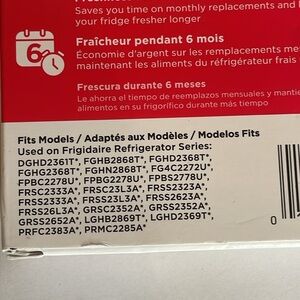 Saves you time on monthly replacements and
your fridge fresher longer
6
Fraîcheur pendant 6 mois
Économie d'argent sur les remplacements me
maintenant les aliments du réfrigérateur frais
Frescura durante 6 meses
Le ahorra el tiempo de reemplazos mensuales y mantie
alimentos en su frigorífico durante más tiempo
Fits Models / Adaptés aux Modèles / Modelos Fits
Used on Frigidaire Refrigerator Series:
DGHD2361T*, FGHB2868T*, FGHD2368T*,
FGHG2368T*, FGHN2868T*, FG4C2272U*,
FPBC2278U*, FPBG2278U*, FPBS2778U*,
FRSC2333A*, FRSC23L3A*, FRSS2323A*,
FRSS2333A*, FRSS23L3A*, FRSS2623A*,
FRSS26L3A*, GRSC2352A*, GRSS2352A*,
GRSS2652A*, LGHB2869T*, LGHD2369T*,
PRFC2383A*, PRMC2285A*
0